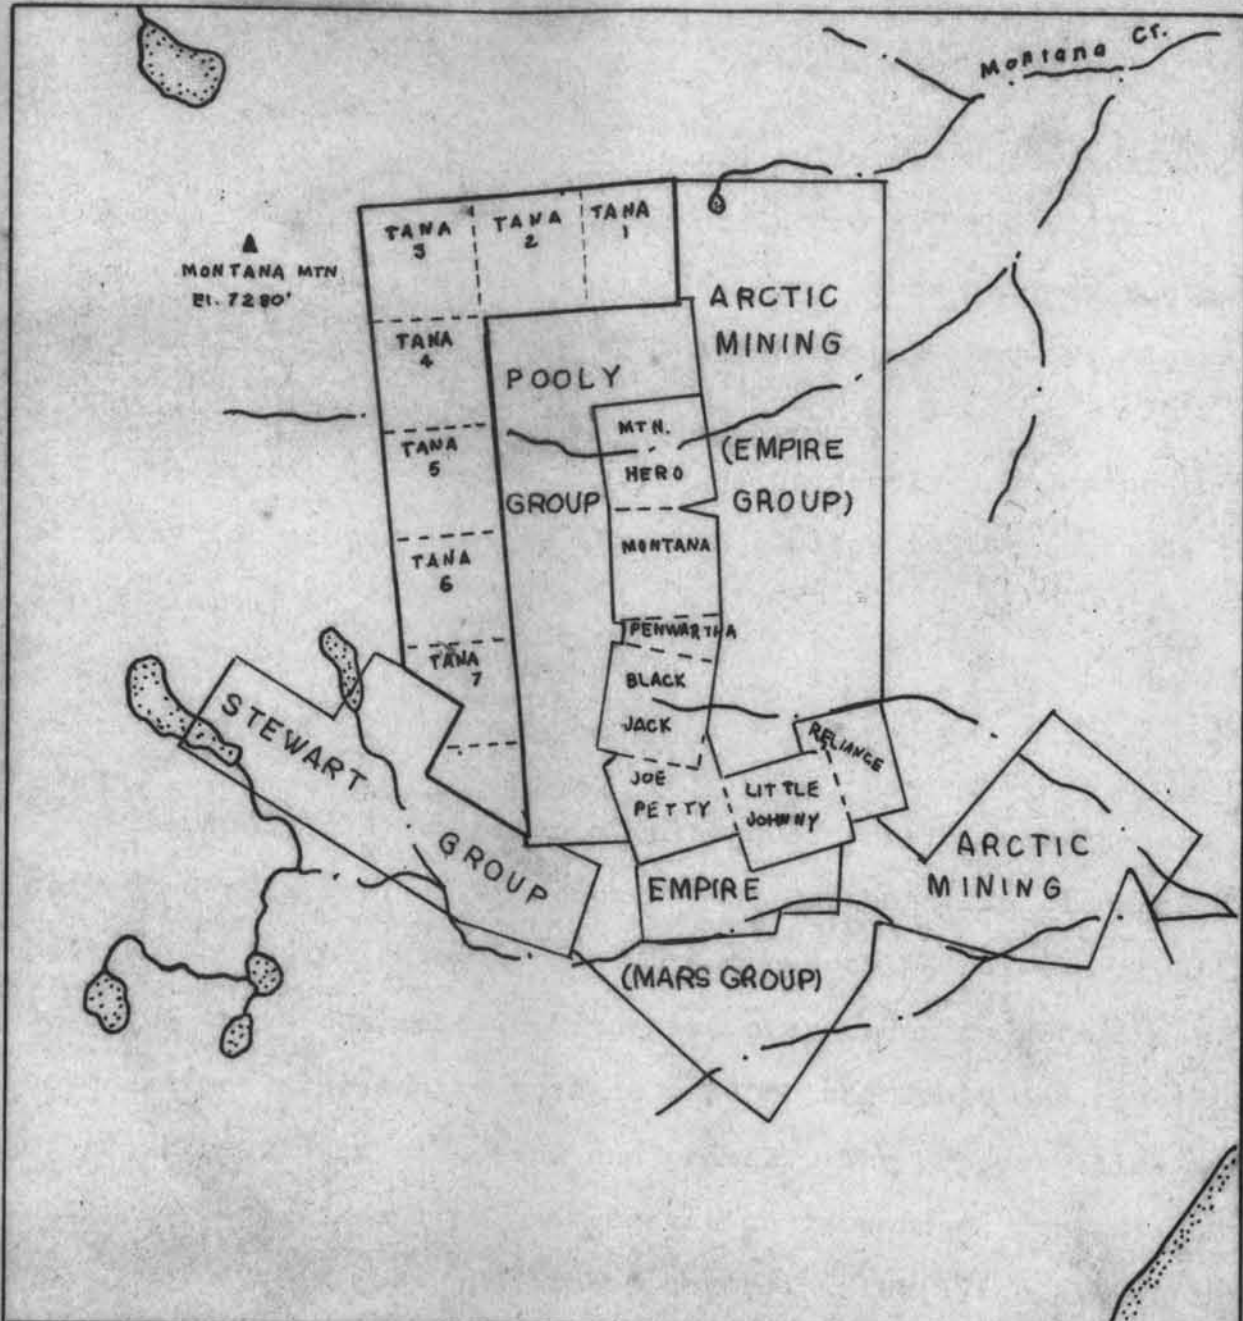 Montana Cr.
TANA
3
TANA
2
TANA
1
MONTANA MTN.
El. 7280'
ARCTIC
MINING
TANA
4
POOLY
MTN.
HERO
(EMPIRE
GROUP)
TANA
5
GROUP
MONTANA
TANA
6
PENWARTHA
TANA
7
BLACK
JACK
STEWART
GROUP
RELIANCE
JOE
PETTY
LITTLE
JOHNNY
EMPIRE
ARCTIC
MINING
(MARS GROUP)